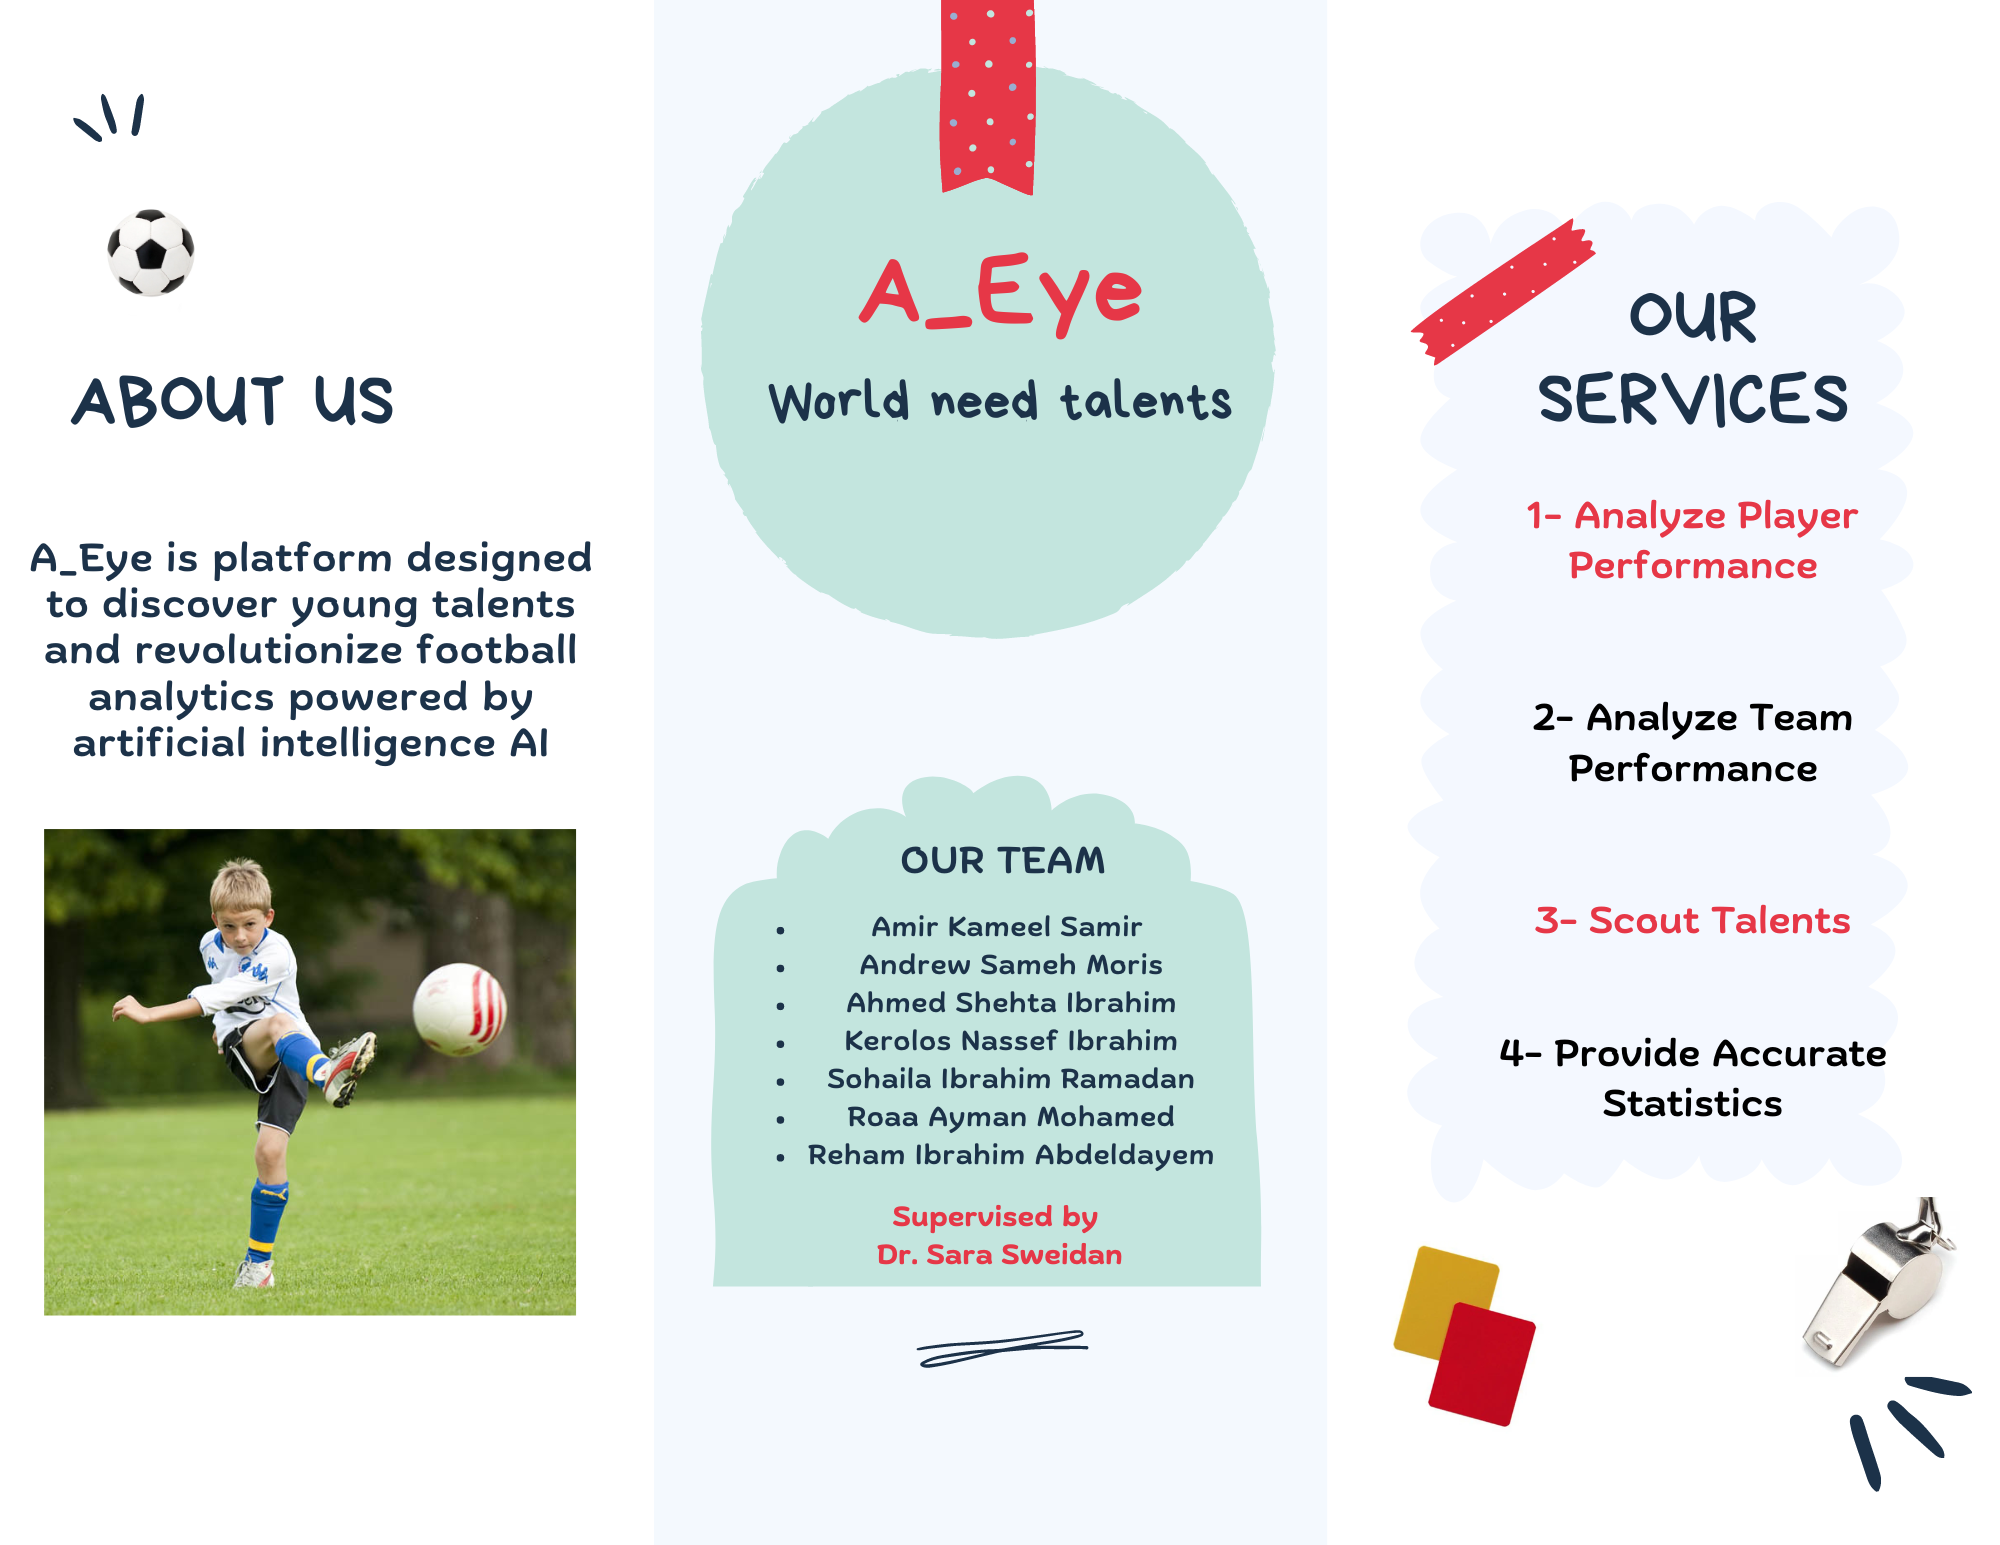 ABOUT US
A_Eye is platform designed
to discover young talents
and revolutionize football
analytics powered by
artificial intelligence AI
A_Eye
World need talents
OUR TEAM
• Amir Kameel Samir
• Andrew Sameh Moris
• Ahmed Shehta Ibrahim
• Kerolos Nassef Ibrahim
• Sohaila Ibrahim Ramadan
• Roaa Ayman Mohamed
• Reham Ibrahim Abdeldayem
Supervised by
Dr. Sara Sweidan
OUR
SERVICES
1- Analyze Player
Performance
2- Analyze Team
Performance
3- Scout Talents
4- Provide Accurate
Statistics